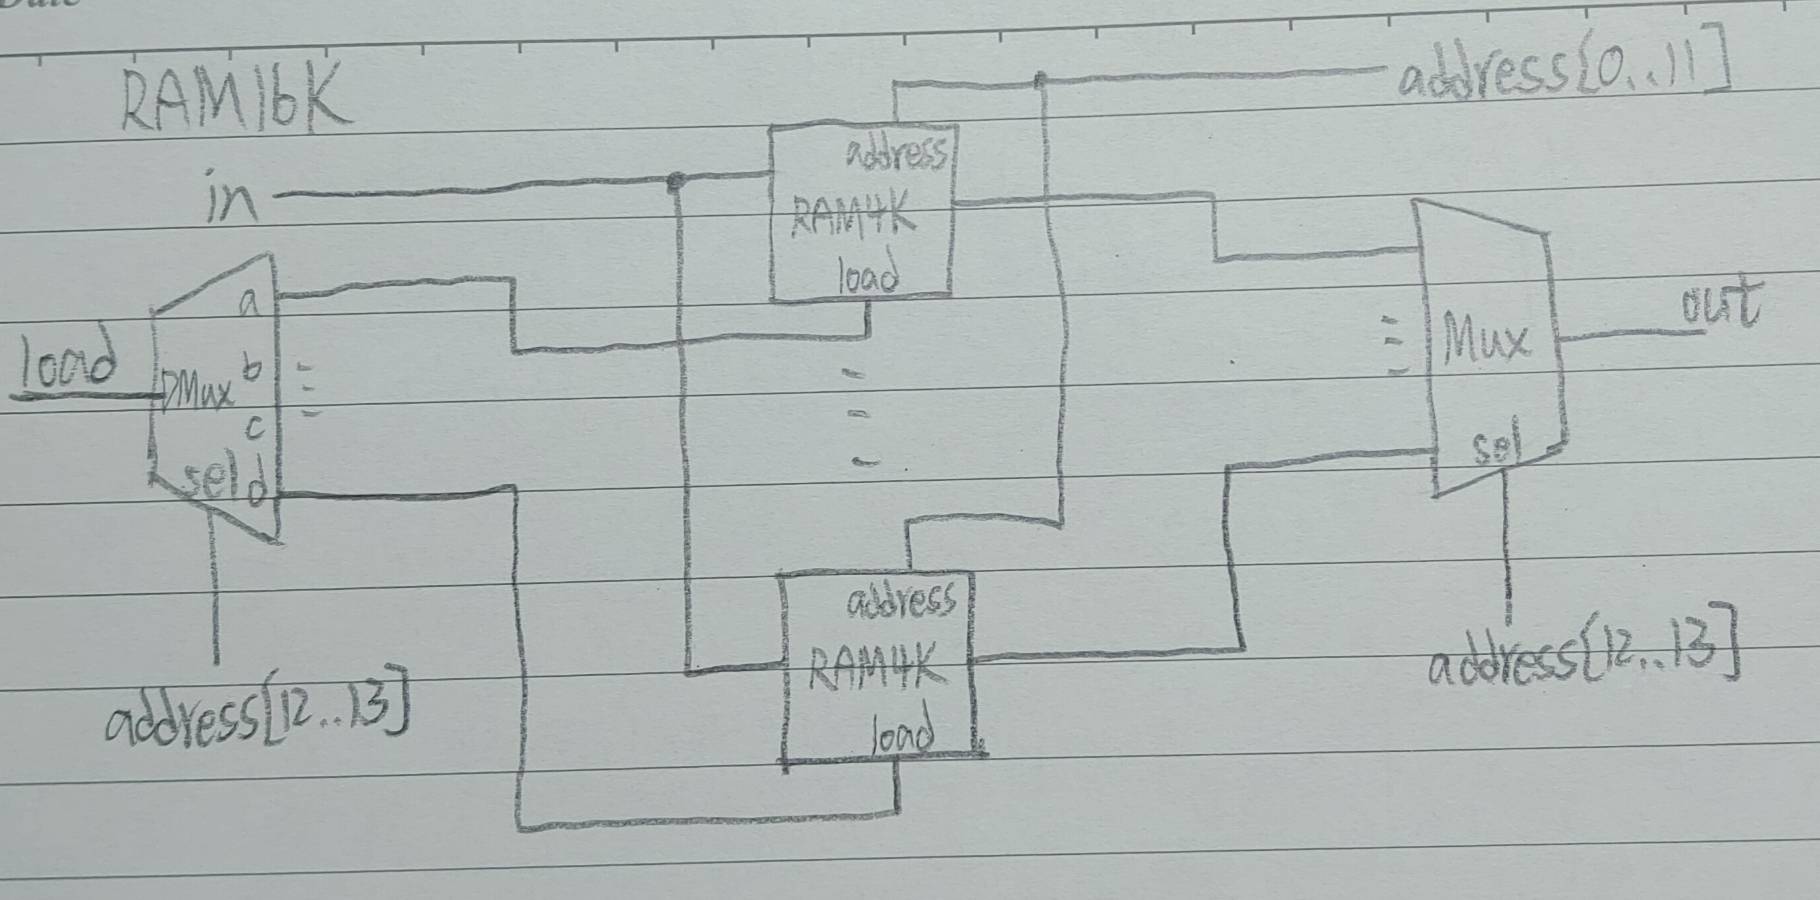 Date
RAM16K
address[0..11]
in
address
RAM4K
load
load
DMux
a
b
c
d
sel
address[12..13]
address
RAM4K
load
Mux
sel
out
address[12..13]